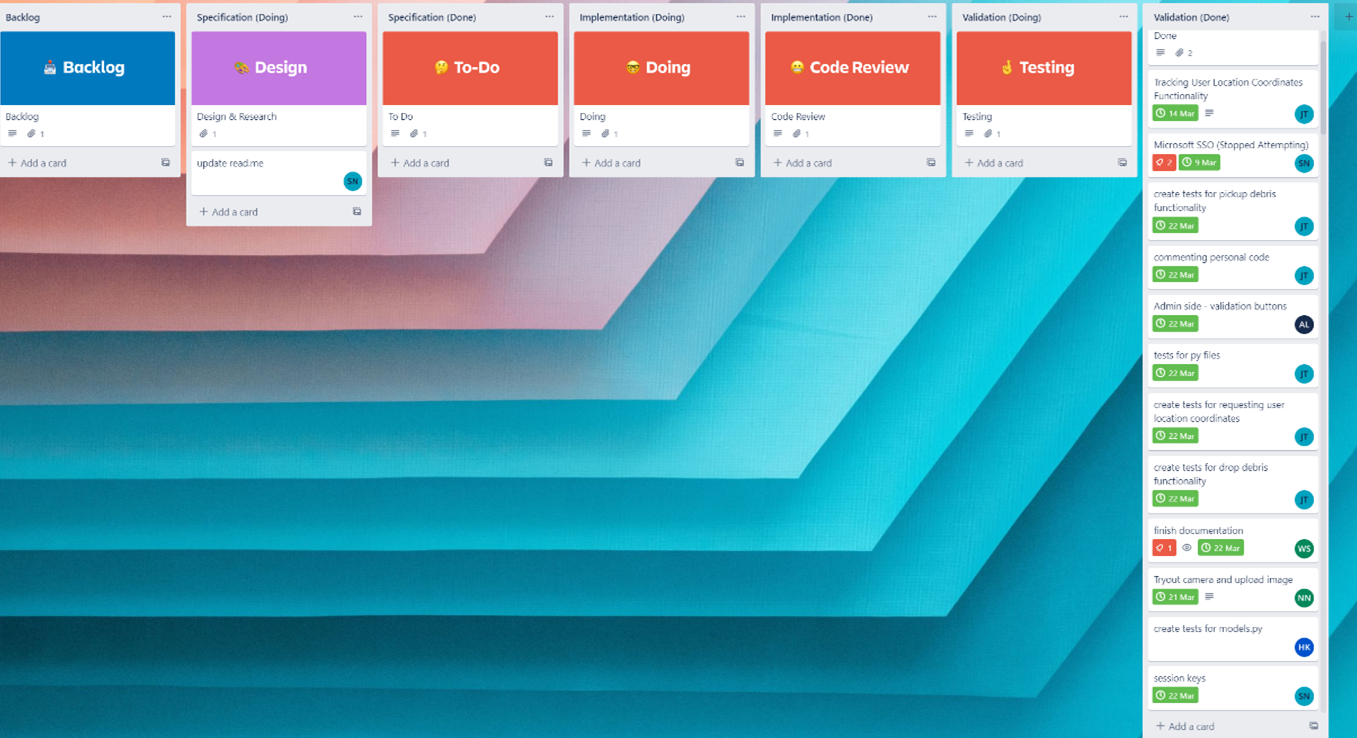 Backlog
Backlog
Backlog
1
+ Add a card
Specification (Doing)
Design
Design & Research
1
update read.me
SN
+ Add a card
Specification (Done)
To-Do
To Do
1
+ Add a card
Implementation (Doing)
Doing
Doing
1
+ Add a card
Implementation (Done)
Code Review
Code Review
1
+ Add a card
Validation (Doing)
Testing
Testing
1
+ Add a card
Validation (Done)
Done
2
Tracking User Location Coordinates
Functionality
14 Mar
JT
Microsoft SSO (Stopped Attempting)
2 9 Mar
SN
create tests for pickup debris
functionality
22 Mar
JT
commenting personal code
22 Mar
JT
Admin side - validation buttons
22 Mar
AL
tests for py files
22 Mar
JT
create tests for requesting user
location coordinates
22 Mar
JT
create tests for drop debris
functionality
22 Mar
JT
finish documentation
1 22 Mar
WS
Tryout camera and upload image
21 Mar
NN
create tests for models.py
HK
session keys
22 Mar
SN
+ Add a card